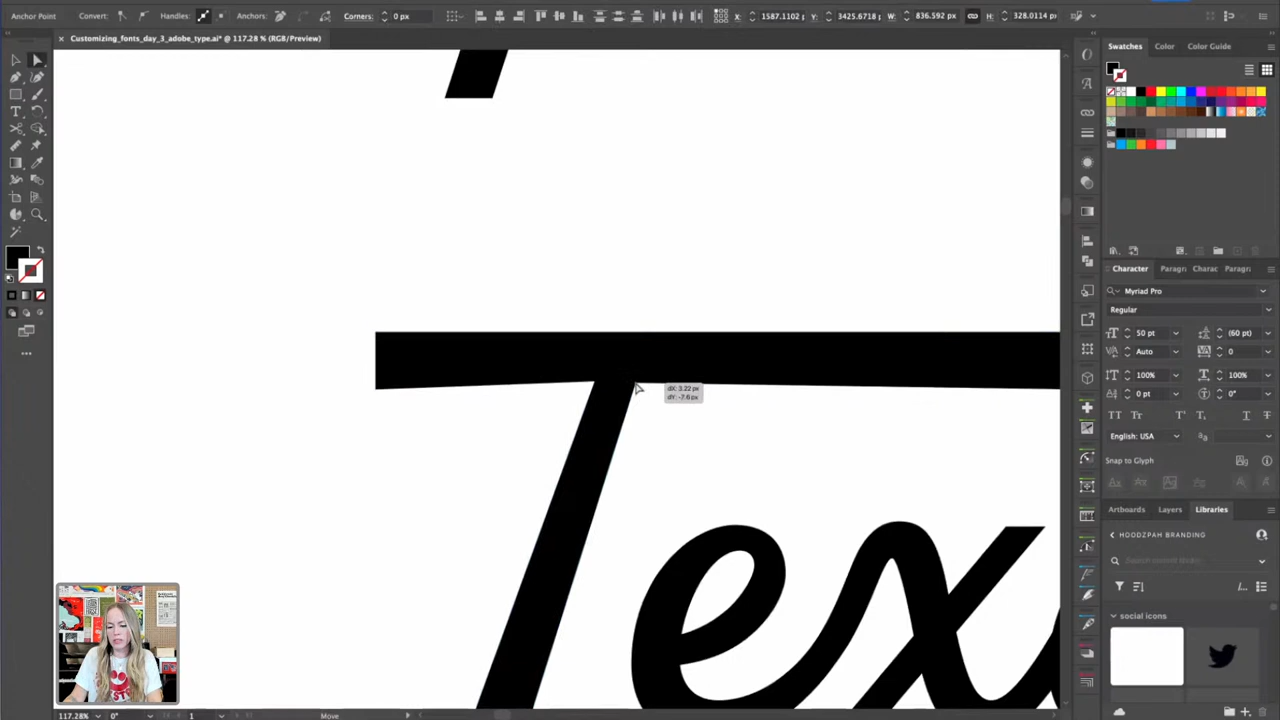 Anchor Point Convert: Handles: Anchors: Corners: 0 px X: 1587.1102 Y: 3425.6718 W: 836.592 px H: 328.0114 px
× Customizing_fonts_day_3_adobe_type.ai* @ 117.28 % (RGB/Preview)
Swatches Color Color Guide
Character Paragr Charac Paragr
Myriad Pro
Regular
50 pt (60 pt)
Auto 0
100% 100%
0 pt 0°
English: USA
Snap to Glyph
dX: 3.22 px
dY: -7.6 px
Tex
Artboards Layers Libraries
HOODZPAH BRANDING
social icons
117.28% 0° 1 Move